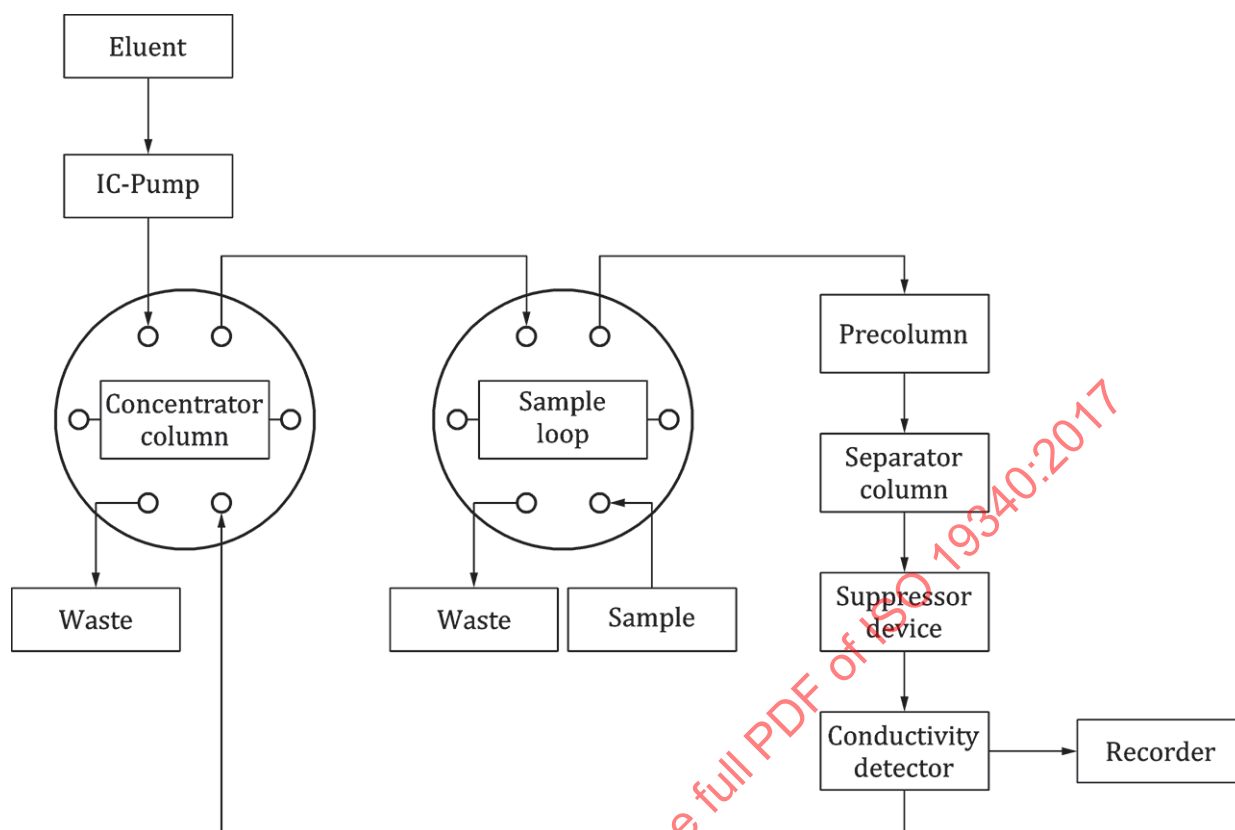 Eluent
IC-Pump
Concentrator
column
Sample
loop
Precolumn
Separator
column
Waste
Waste
Sample
Suppressor
device
Conductivity
detector
Recorder
e full PDF of ISO 19340:2017